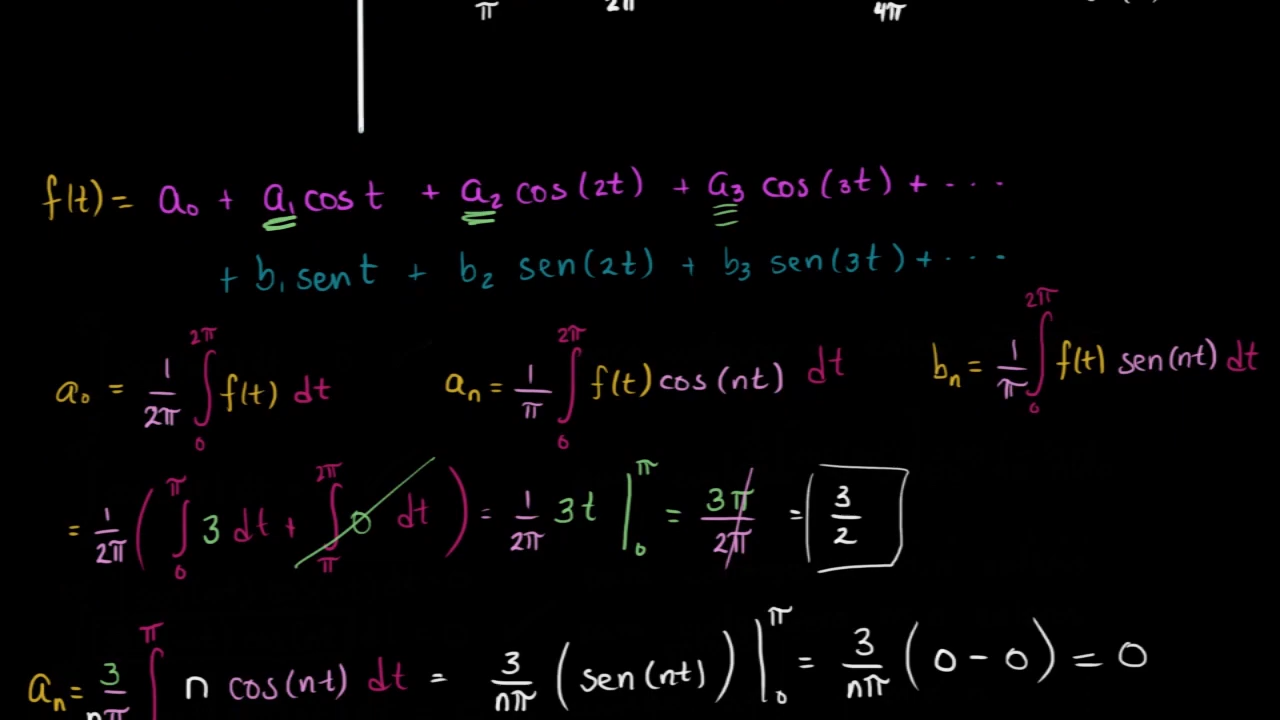 π 2π 4π
f(t) = a₀ + a₁ cos t + a₂ cos(2t) + a₃ cos(3t) + ...
+ b₁ sen t + b₂ sen(2t) + b₃ sen(3t) + ...
a₀ = 1/2π ∫₀^2π f(t) dt   aₙ = 1/π ∫₀^2π f(t) cos(nt) dt   bₙ = 1/π ∫₀^2π f(t) sen(nt) dt
= 1/2π ( ∫₀^π 3 dt + ∫_π^2π 0 dt ) = 1/2π 3t |₀^π = 3π/2π = 3/2
aₙ = 3/nπ ∫^π n cos(nt) dt = 3/nπ (sen(nt)) |₀^π = 3/nπ (0 - 0) = 0